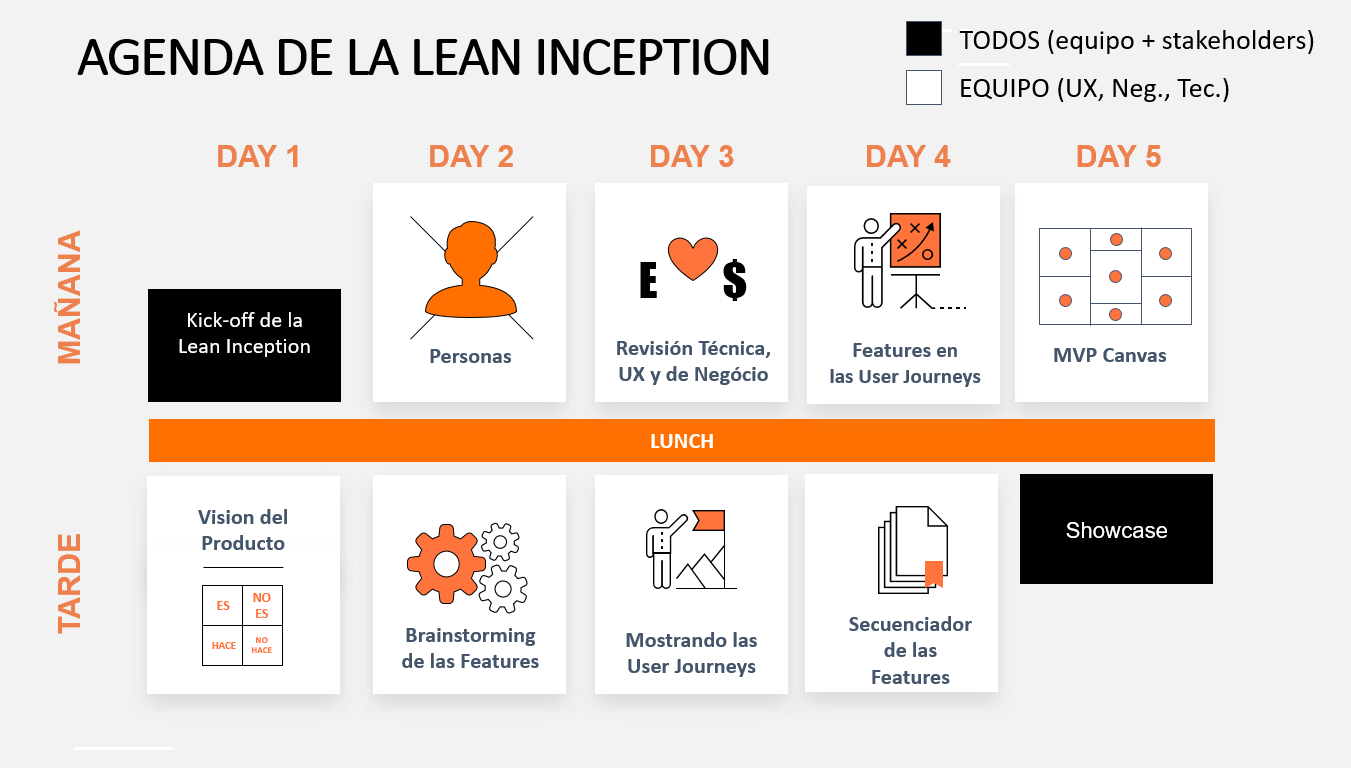 AGENDA DE LA LEAN INCEPTION
TODOS (equipo + stakeholders)
EQUIPO (UX, Neg., Tec.)
DAY 1
DAY 2
DAY 3
DAY 4
DAY 5
MAÑANA
Kick-off de la
Lean Inception
Personas
E $
Revisión Técnica,
UX y de Negócio
Features en
las User Journeys
MVP Canvas
LUNCH
TARDE
Vision del
Producto
ES
NO
ES
HACE
NO
HACE
Brainstorming
de las Features
Mostrando las
User Journeys
Secuenciador
de las
Features
Showcase